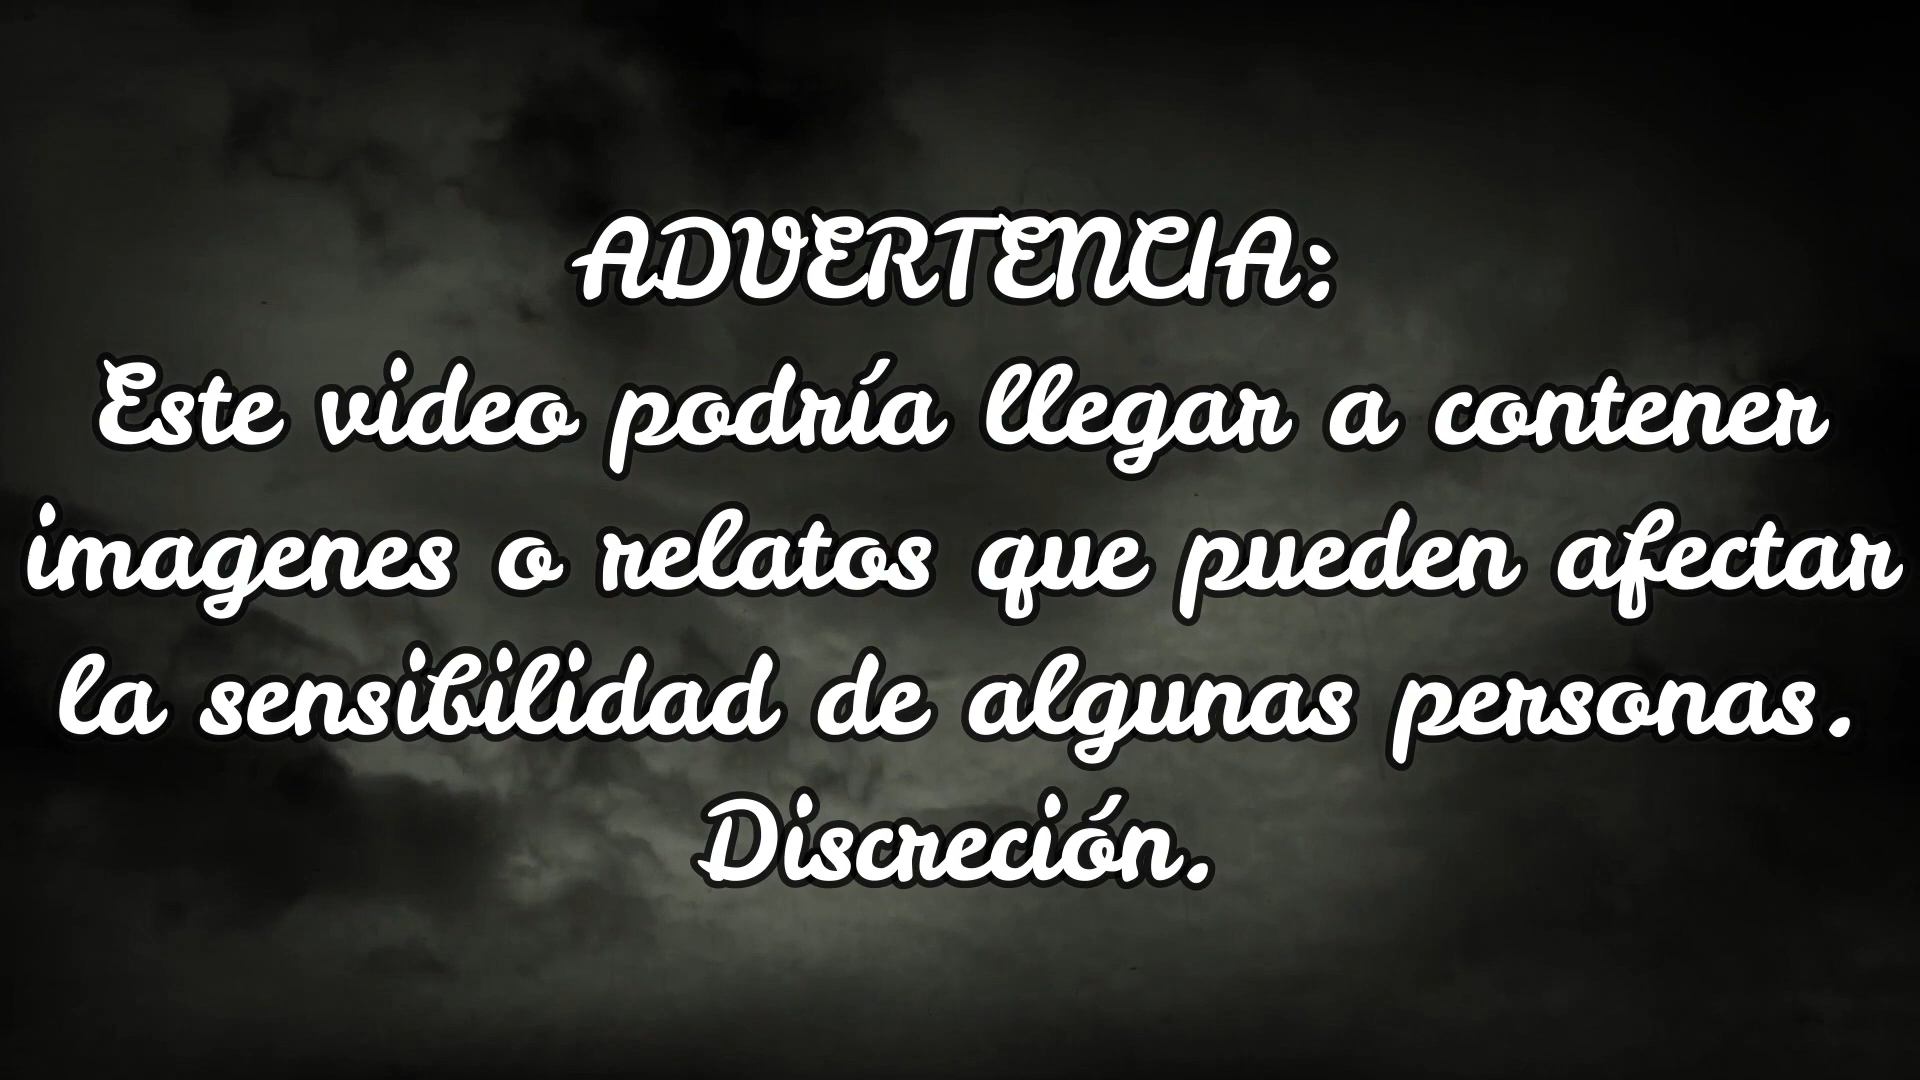 ADVERTENCIA:
Este video podría llegar a contener
imagenes o relatos que pueden afectar
la sensibilidad de algunas personas.
Discreción.